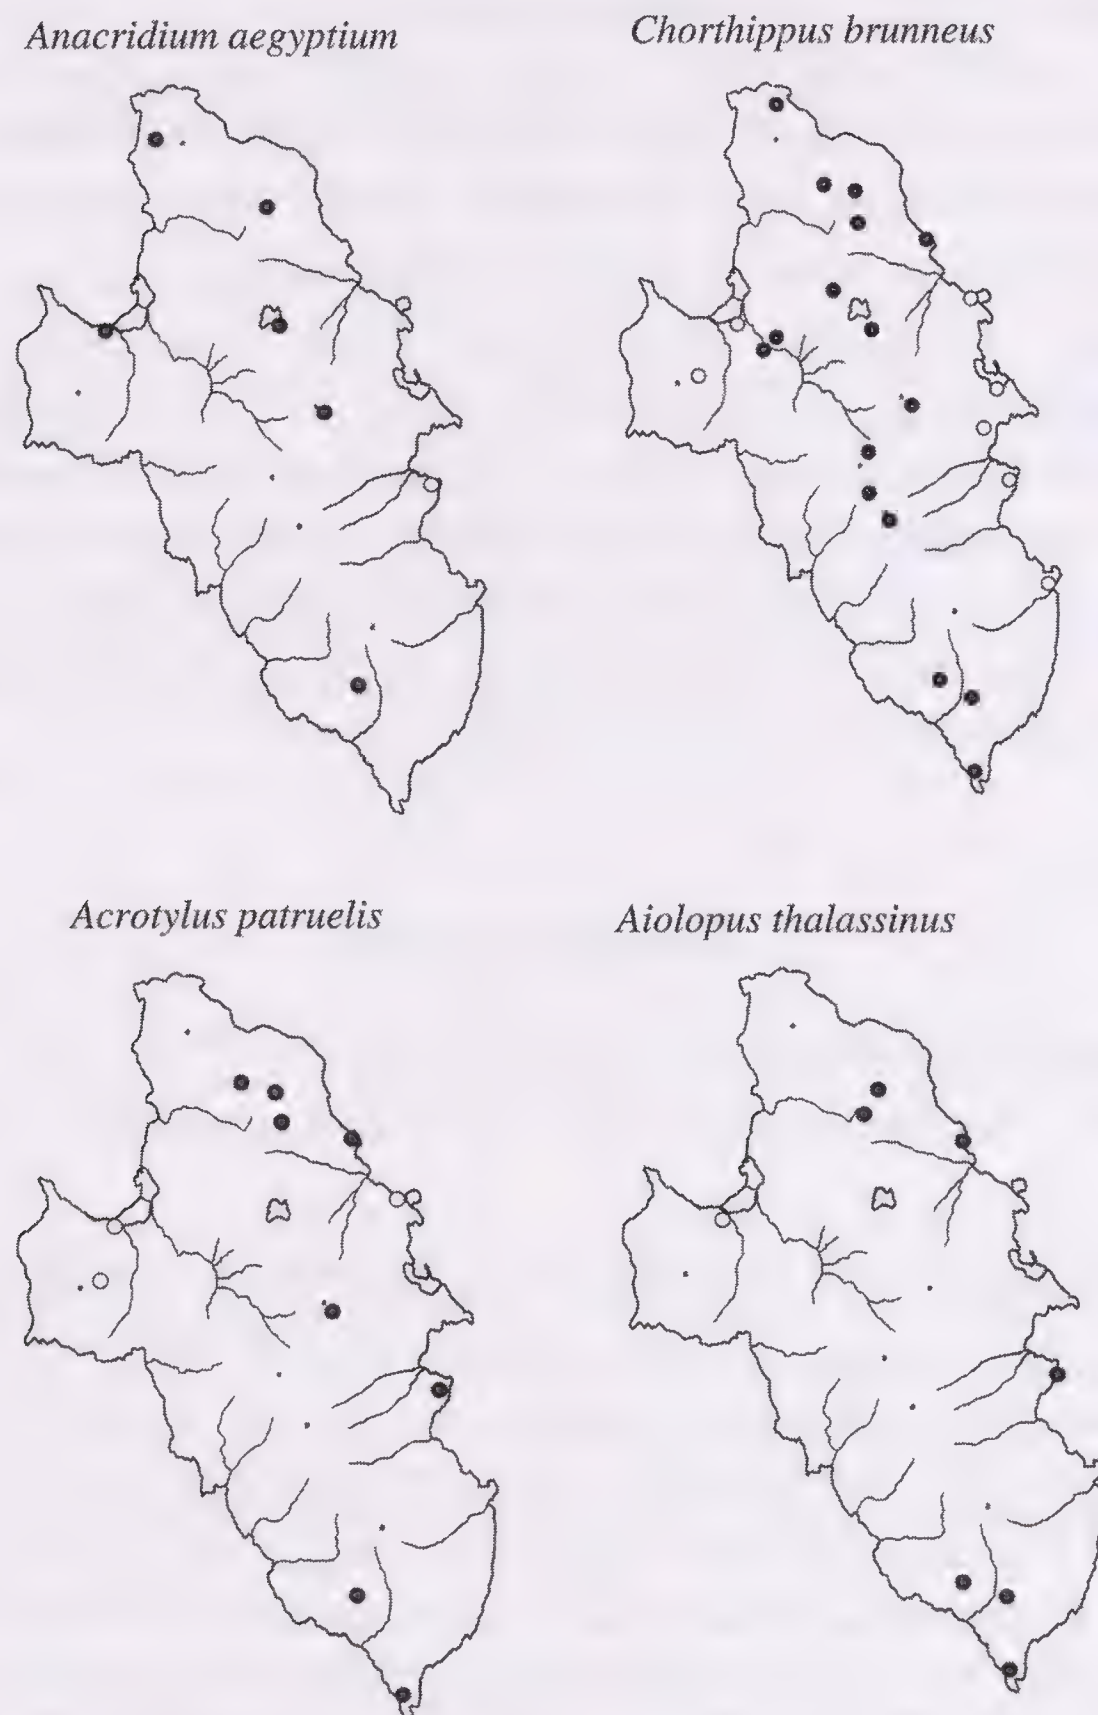 Anacridium aegyptium
Chorthippus brunneus
Acrotylus patruelis
Aiolopus thalassinus